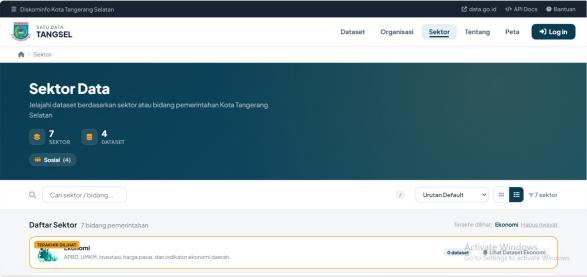 Diskominfo Kota Tangerang Selatan
data.go.id
</> API Docs
Bantuan
SATU DATA
TANGSEL
Dataset
Organisasi
Sektor
Tentang
Peta
Log in
Sektor
Sektor Data
Jelajahi dataset berdasarkan sektor atau bidang pemerintahan Kota Tangerang
Selatan
7
SEKTOR
4
DATASET
Sosial (4)
Cari sektor / bidang...
/
Urutan Default
7 sektor
Daftar Sektor 7 bidang pemerintahan
Terakhir dilihat: Ekonomi Hapus riwayat
TERAKHIR DILIHAT
Ekonomi
APBD, UMKM, investasi, harga pasar, dan indikator ekonomi daerah.
0 dataset
Lihat Dataset Ekonomi
Activate Windows
Go to Settings to activate Windows.